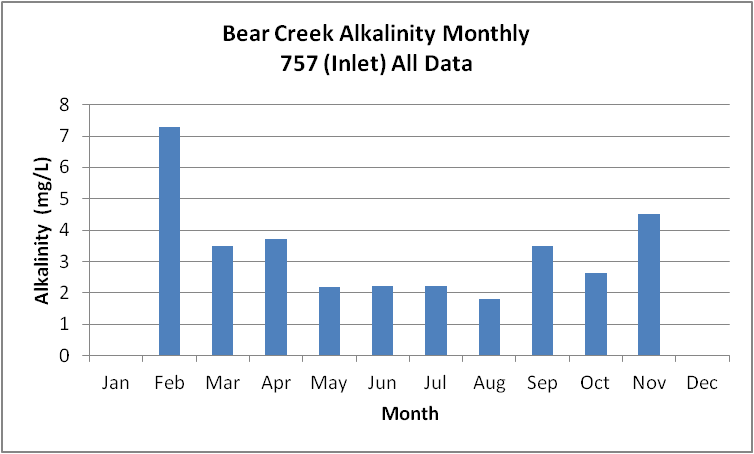 Bear Creek Alkalinity Monthly
757 (Inlet) All Data
8
7
6
5
4
3
2
1
0
Alkalinity (mg/L)
Jan Feb Mar Apr May Jun Jul Aug Sep Oct Nov Dec
Month